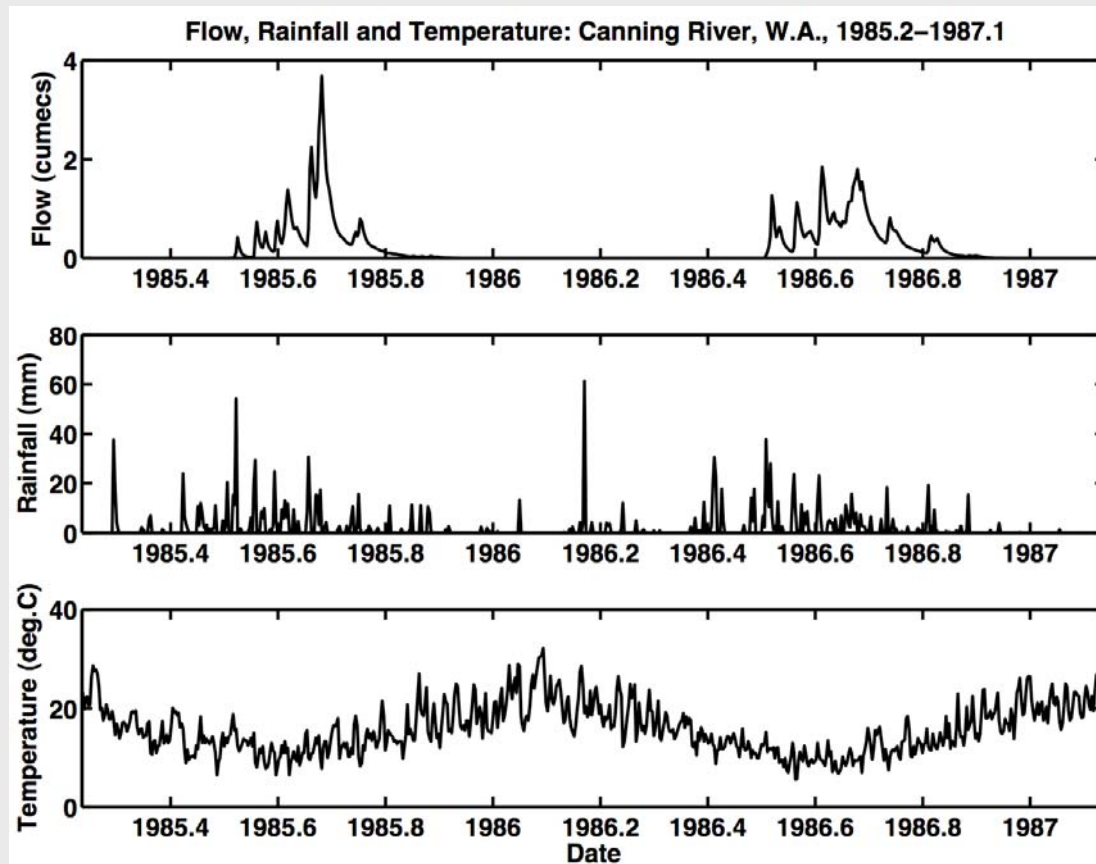 Flow, Rainfall and Temperature: Canning River, W.A., 1985.2–1987.1
Flow (cumecs)
4
2
0
1985.4 1985.6 1985.8 1986 1986.2 1986.4 1986.6 1986.8 1987
Rainfall (mm)
80
60
40
20
0
1985.4 1985.6 1985.8 1986 1986.2 1986.4 1986.6 1986.8 1987
Temperature (deg.C)
40
20
0
1985.4 1985.6 1985.8 1986 1986.2 1986.4 1986.6 1986.8 1987
Date